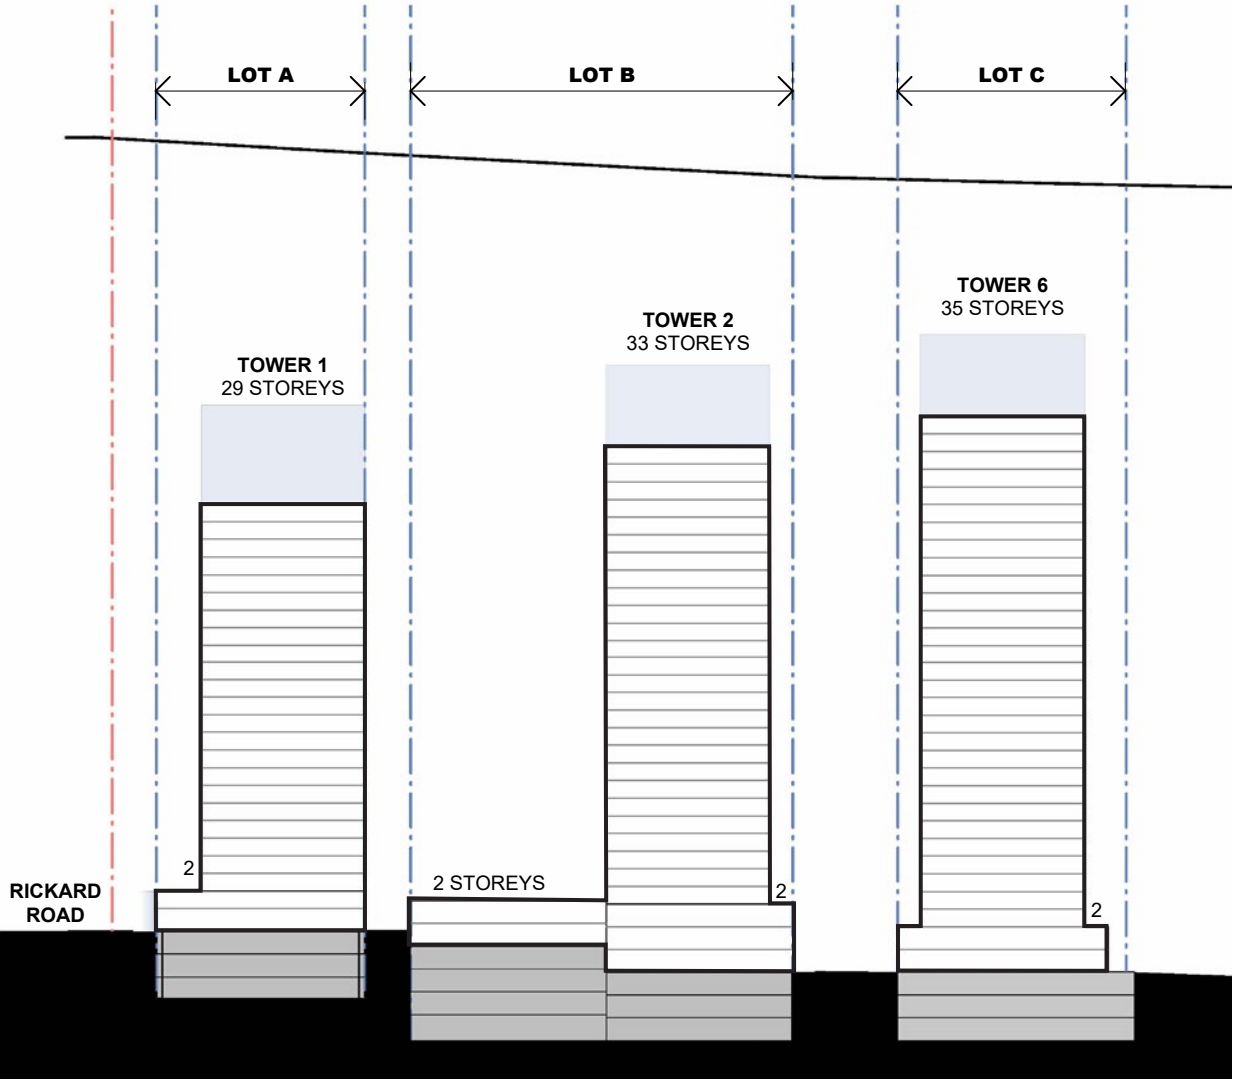 LOT A
LOT B
LOT C
TOWER 6
35 STOREYS
TOWER 2
33 STOREYS
TOWER 1
29 STOREYS
2
2 STOREYS
2
2
RICKARD
ROAD